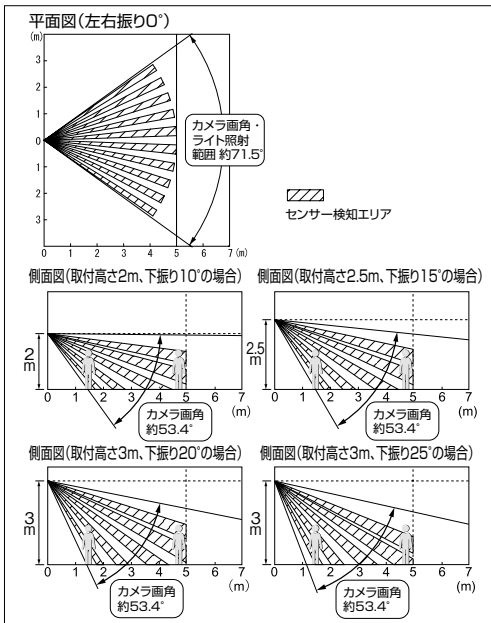 平面図(左右振り0°)
(m)
3
2
1
0
1
2
3
0 1 2 3 4 5 6 7 (m)
カメラ画角・
ライト照射
範囲 約71.5°
センサー検知エリア
側面図(取付高さ2m、下振り10°の場合)
2m
0 1 2 3 4 5 6 7
(m)
カメラ画角
約53.4°
側面図(取付高さ2.5m、下振り15°の場合)
2.5m
0 1 2 3 4 5 6 7
(m)
カメラ画角
約53.4°
側面図(取付高さ3m、下振り20°の場合)
3m
0 1 2 3 4 5 6 7
(m)
カメラ画角
約53.4°
側面図(取付高さ3m、下振り25°の場合)
3m
0 1 2 3 4 5 6 7
(m)
カメラ画角
約53.4°